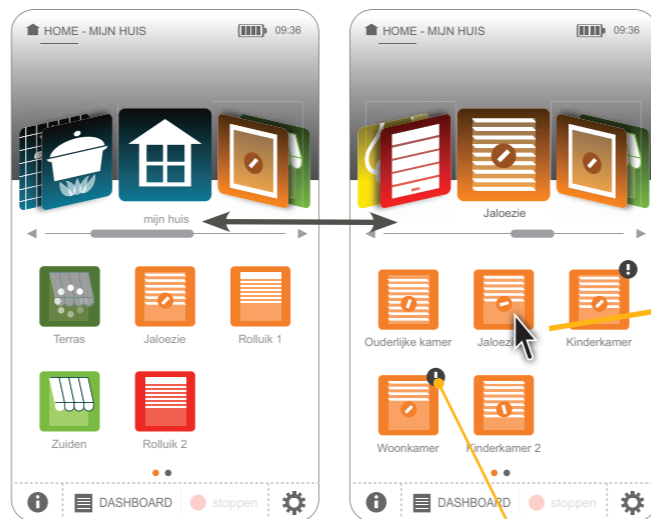 HOME - MIJN HUIS 09:36
mijn huis
Terras Jaloezie Rolluik 1
Zuiden Rolluik 2
DASHBOARD stoppen
HOME - MIJN HUIS 09:36
Jaloezie
Ouderlijke kamer Kinderkamer
Woonkamer Kinderkamer 2
DASHBOARD stoppen